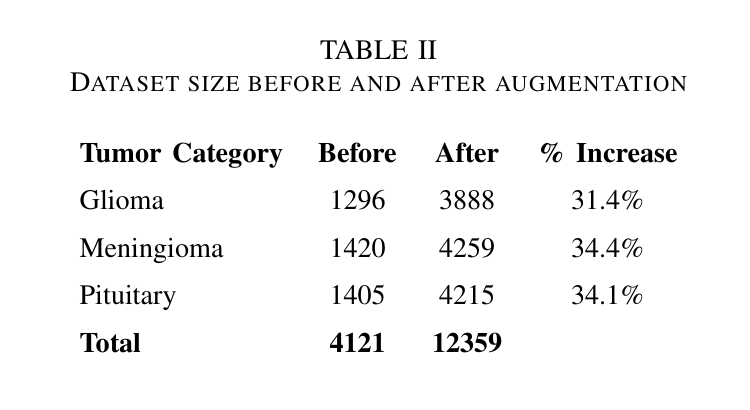 TABLE II
DATASET SIZE BEFORE AND AFTER AUGMENTATION
Tumor Category Before After % Increase
Glioma 1296 3888 31.4%
Meningioma 1420 4259 34.4%
Pituitary 1405 4215 34.1%
Total 4121 12359